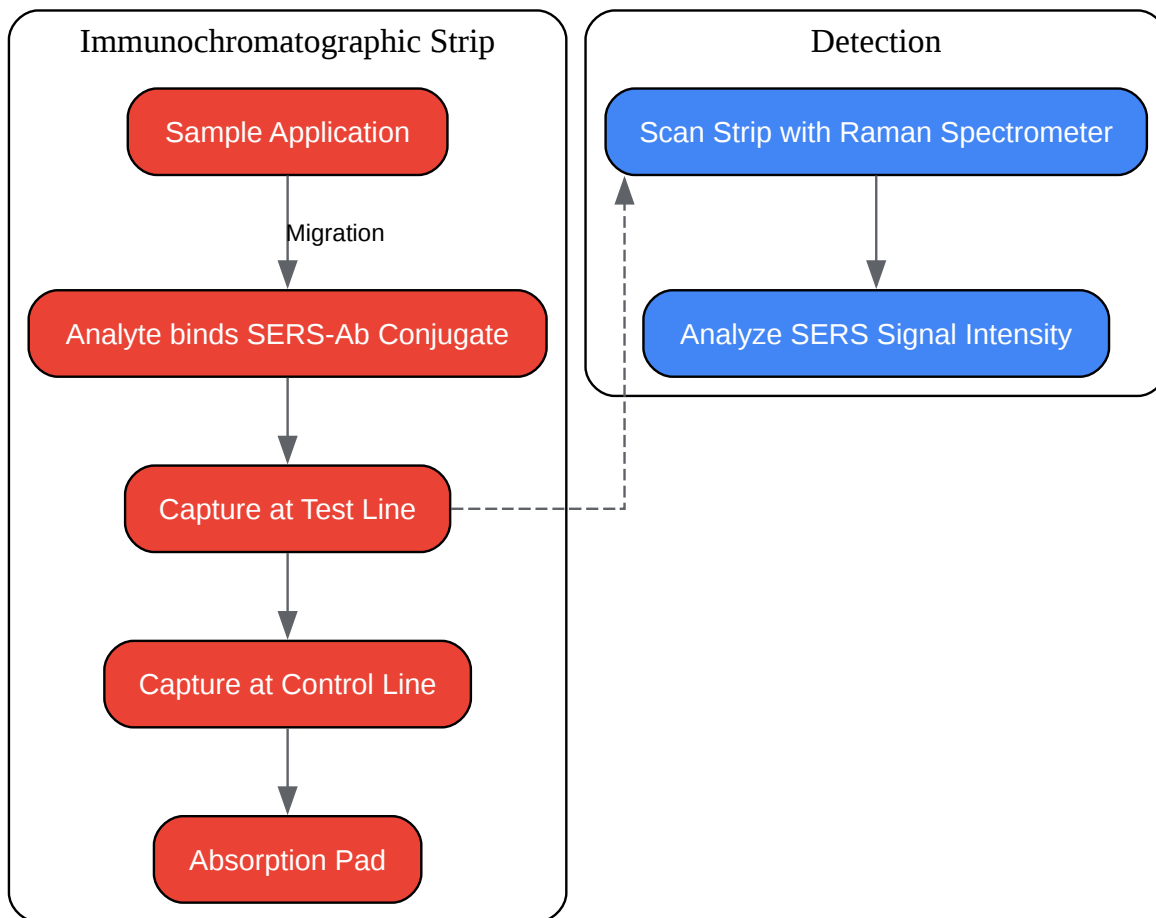 Immunochromatographic Strip
Sample Application
Migration
Analyte binds SERS-Ab Conjugate
Capture at Test Line
Capture at Control Line
Absorption Pad
Detection
Scan Strip with Raman Spectrometer
Analyze SERS Signal Intensity